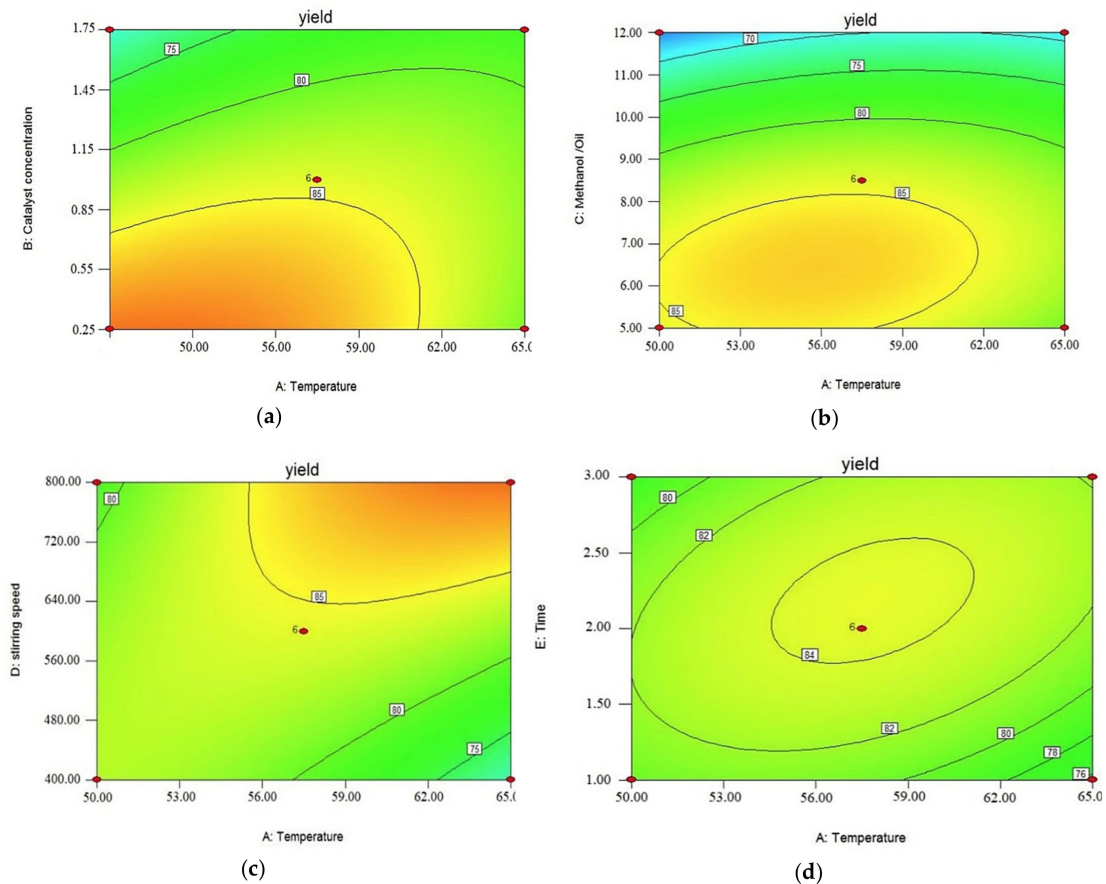 yield
1.75
1.45
1.15
0.85
0.55
0.25
B: Catalyst concentration
75
80
6
85
50.00 56.00 59.00 62.00 65.0
A: Temperature
(a)
yield
12.00
11.00
10.00
9.00
8.00
7.00
6.00
5.00
C: Methanol /Oil
70
75
80
6
85
85
50.00 53.00 56.00 59.00 62.00 65.00
A: Temperature
(b)
yield
800.00
720.00
640.00
560.00
480.00
400.00
D: stirring speed
80
85
6
80
75
50.00 53.00 56.00 59.00 62.00 65.0
A: Temperature
(c)
yield
3.00
2.50
2.00
1.50
1.00
E: Time
80
82
6
84
82
80
78
76
50.00 53.00 56.00 59.00 62.00 65.0
A: Temperature
(d)